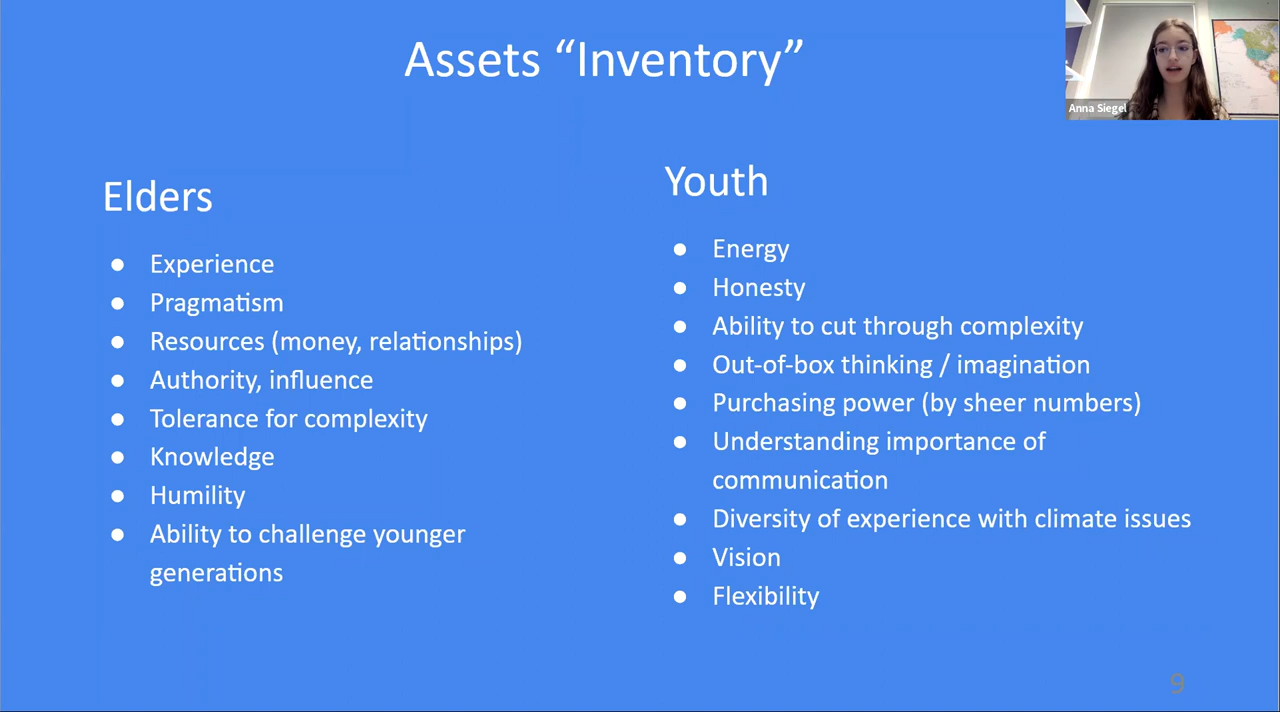 Assets “Inventory”
Anna Siegel
Elders
● Experience
● Pragmatism
● Resources (money, relationships)
● Authority, influence
● Tolerance for complexity
● Knowledge
● Humility
● Ability to challenge younger
generations
Youth
● Energy
● Honesty
● Ability to cut through complexity
● Out-of-box thinking / imagination
● Purchasing power (by sheer numbers)
● Understanding importance of
communication
● Diversity of experience with climate issues
● Vision
● Flexibility
9